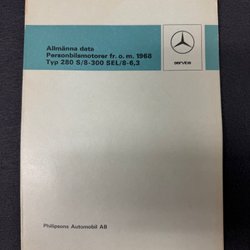 Allmänna data
Personbilsmotorer fr. o. m. 1968
Typ 280 S/8-300 SEL/8-6,3
service
Philipsons Automobil AB